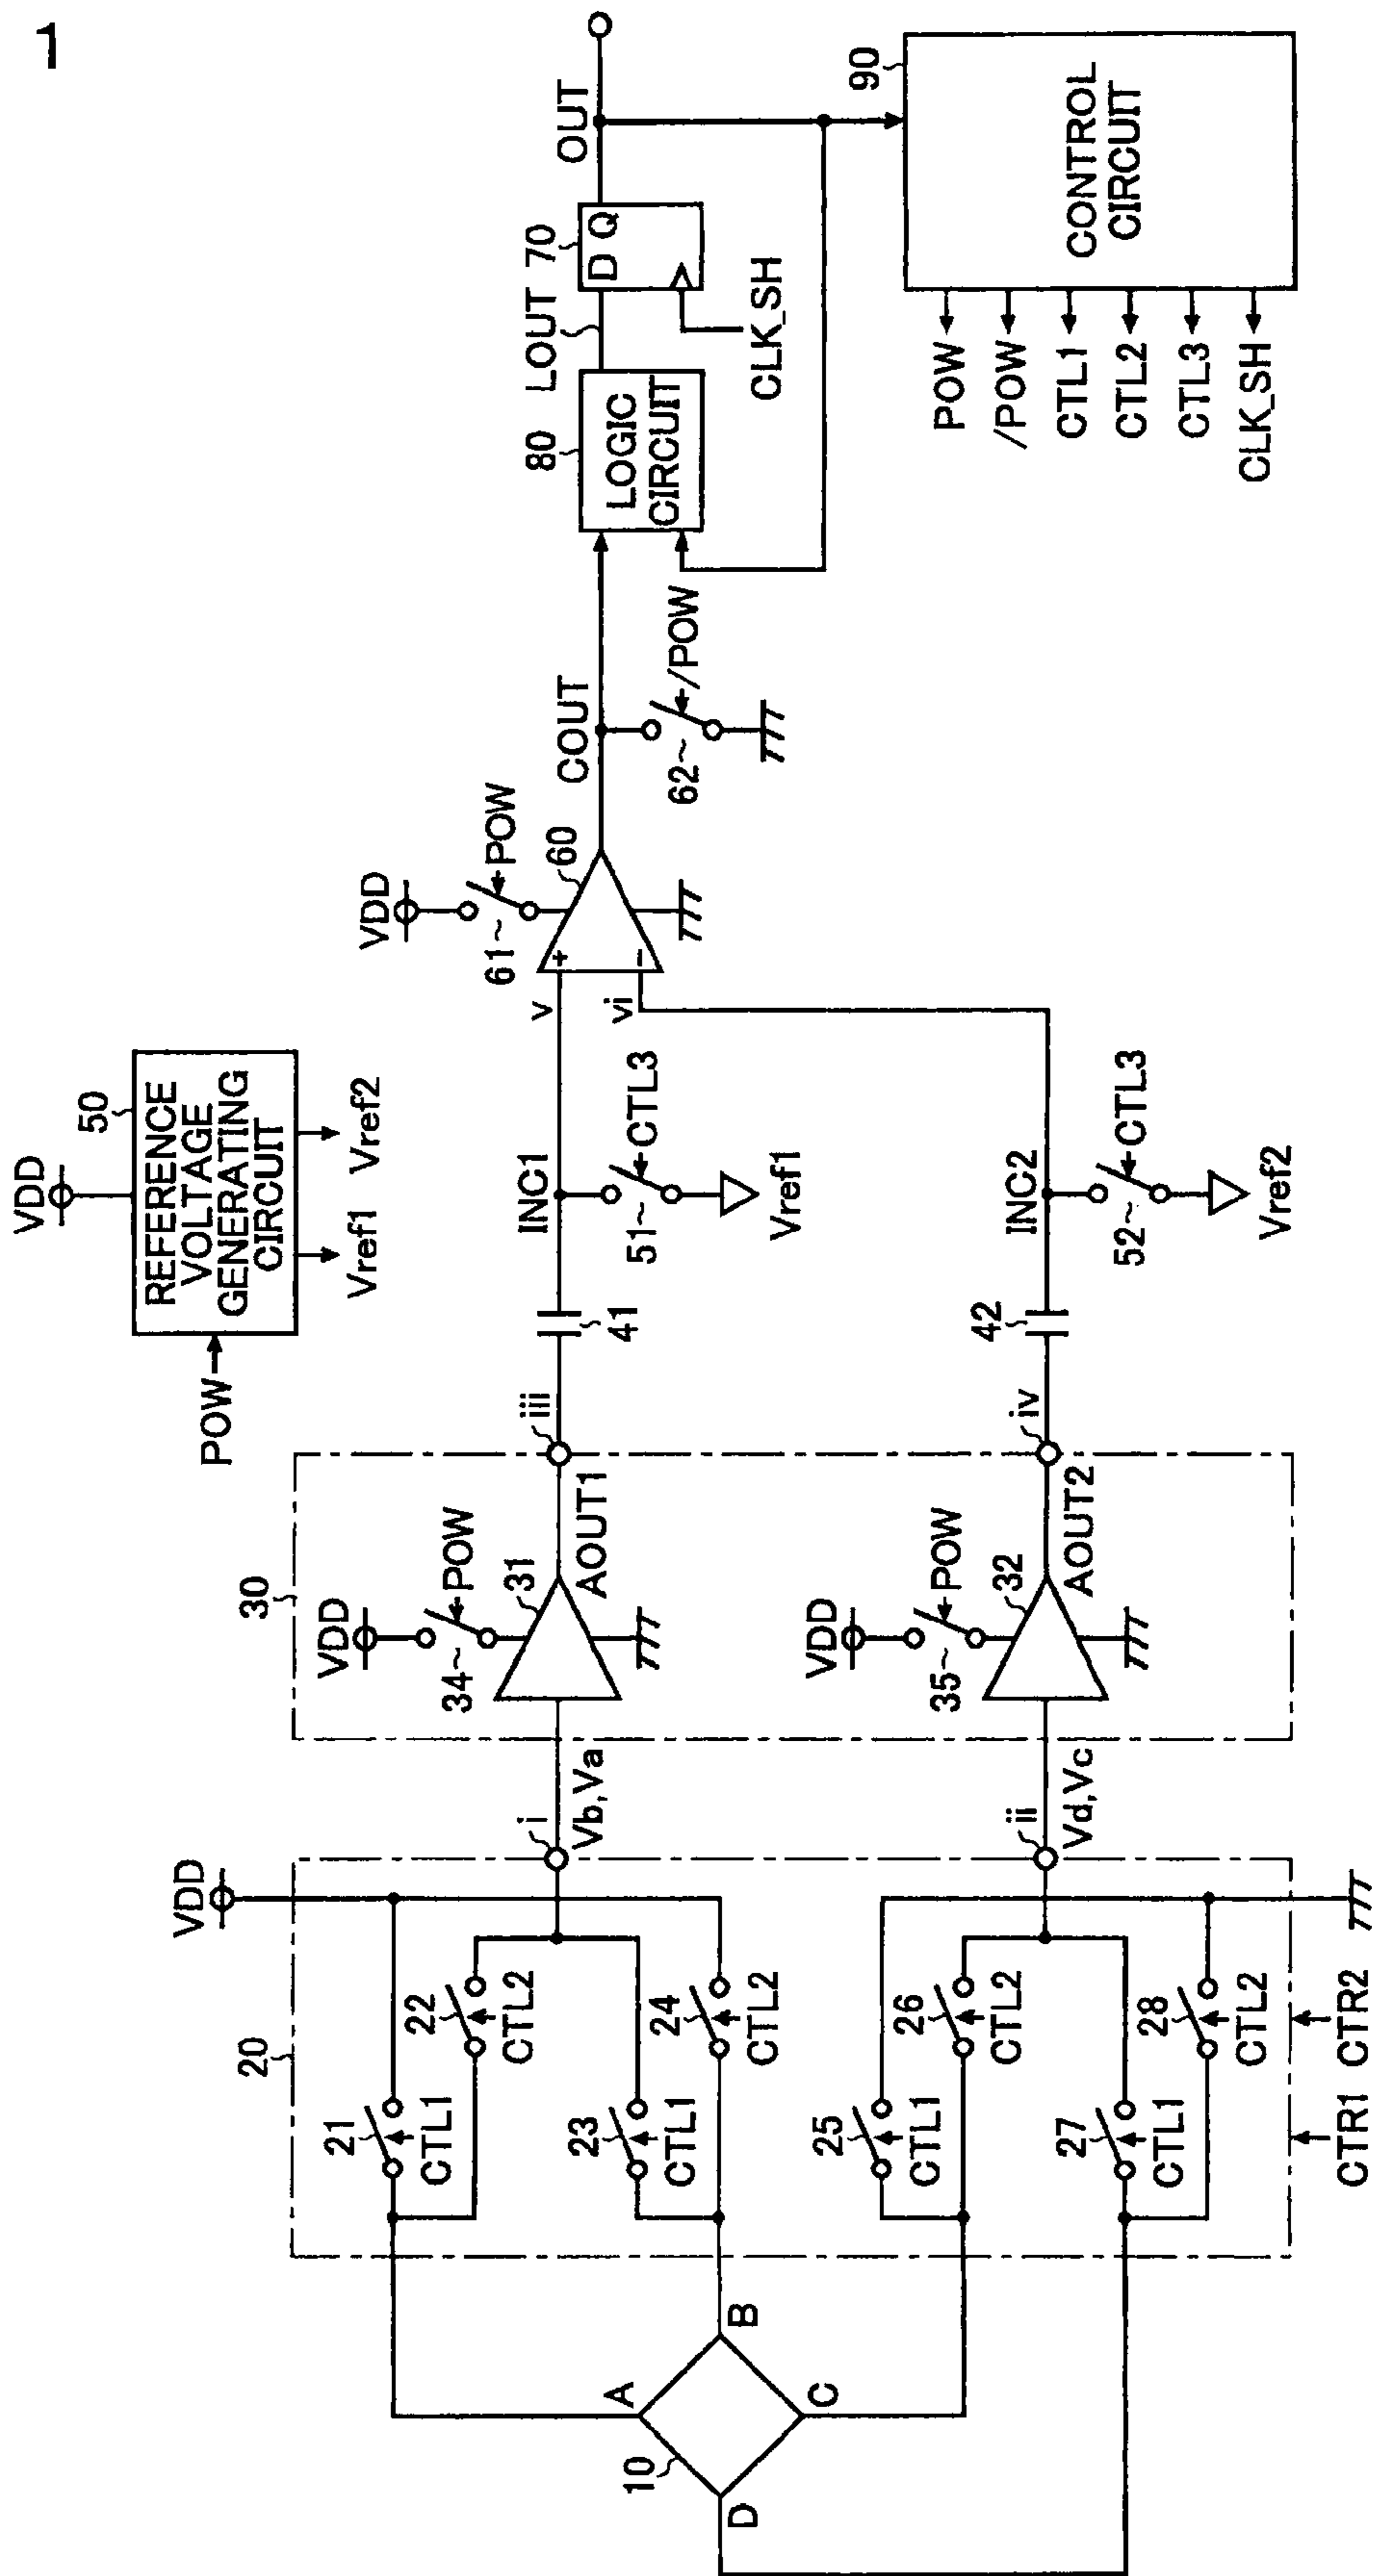 1
VDD
50
REFERENCE
VOLTAGE
GENERATING
CIRCUIT
POW
Vref1
Vref2
VDD
20
21
CTL1
22
CTL2
23
CTL1
24
CTL2
25
CTL1
26
CTL2
27
CTL1
28
CTL2
CTR1
CTR2
10
A
B
C
D
i
Vb,Va
ii
Vd,Vc
30
VDD
34
POW
31
AOUT1
iii
VDD
35
POW
32
AOUT2
iv
41
INC1
51
CTL3
Vref1
42
INC2
52
CTL3
Vref2
v
vi
VDD
61
POW
60
+
−
COUT
62
/POW
80
LOGIC
CIRCUIT
LOUT
70
D Q
CLK_SH
OUT
90
CONTROL
CIRCUIT
POW
/POW
CTL1
CTL2
CTL3
CLK_SH